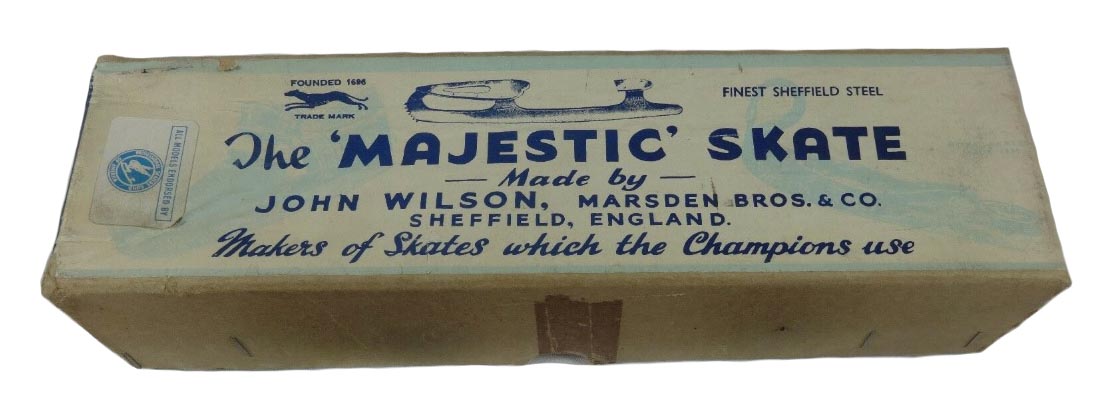 FOUNDED 1696
TRADE MARK
FINEST SHEFFIELD STEEL
The 'MAJESTIC' SKATE
— Made by —
JOHN WILSON, MARSDEN BROS. & CO.
SHEFFIELD, ENGLAND.
Makers of Skates which the Champions use
ALL MODELS ENDORSED BY